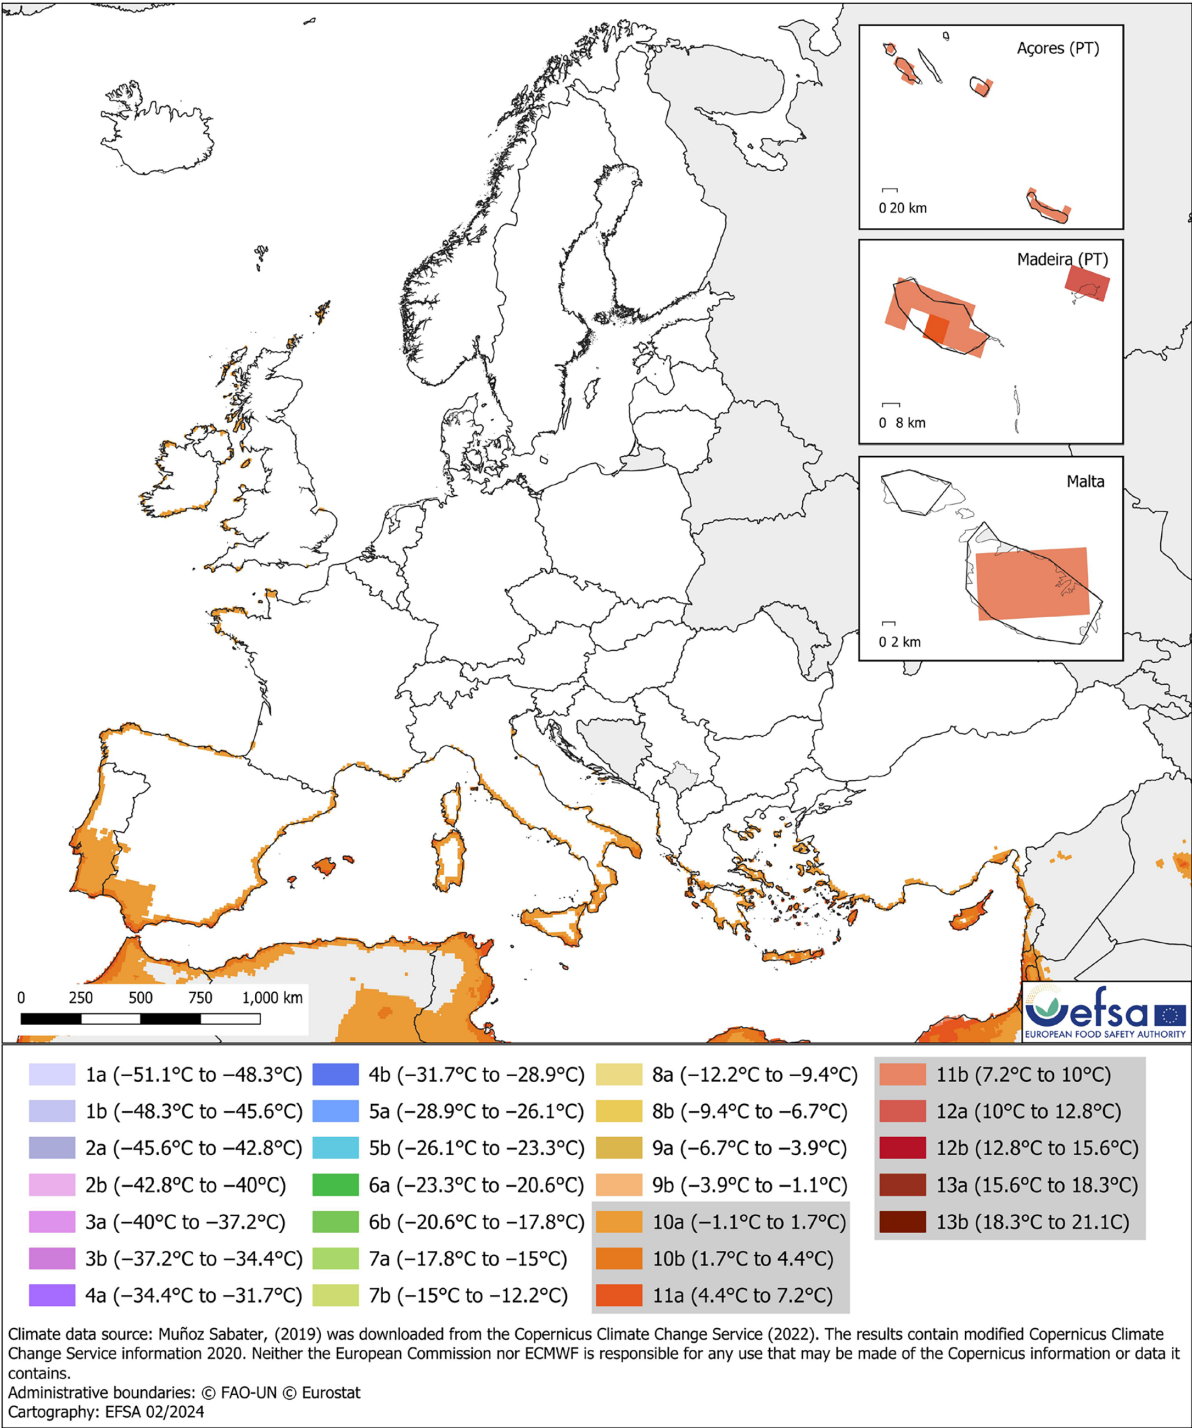 Açores (PT)
0 20 km
Madeira (PT)
0 8 km
Malta
0 2 km
0 250 500 750 1,000 km
efsa
EUROPEAN FOOD SAFETY AUTHORITY
1a (−51.1°C to −48.3°C)
1b (−48.3°C to −45.6°C)
2a (−45.6°C to −42.8°C)
2b (−42.8°C to −40°C)
3a (−40°C to −37.2°C)
3b (−37.2°C to −34.4°C)
4a (−34.4°C to −31.7°C)
4b (−31.7°C to −28.9°C)
5a (−28.9°C to −26.1°C)
5b (−26.1°C to −23.3°C)
6a (−23.3°C to −20.6°C)
6b (−20.6°C to −17.8°C)
7a (−17.8°C to −15°C)
7b (−15°C to −12.2°C)
8a (−12.2°C to −9.4°C)
8b (−9.4°C to −6.7°C)
9a (−6.7°C to −3.9°C)
9b (−3.9°C to −1.1°C)
10a (−1.1°C to 1.7°C)
10b (1.7°C to 4.4°C)
11a (4.4°C to 7.2°C)
11b (7.2°C to 10°C)
12a (10°C to 12.8°C)
12b (12.8°C to 15.6°C)
13a (15.6°C to 18.3°C)
13b (18.3°C to 21.1C)
Climate data source: Muñoz Sabater, (2019) was downloaded from the Copernicus Climate Change Service (2022). The results contain modified Copernicus Climate
Change Service information 2020. Neither the European Commission nor ECMWF is responsible for any use that may be made of the Copernicus information or data it
contains.
Administrative boundaries: © FAO-UN © Eurostat
Cartography: EFSA 02/2024